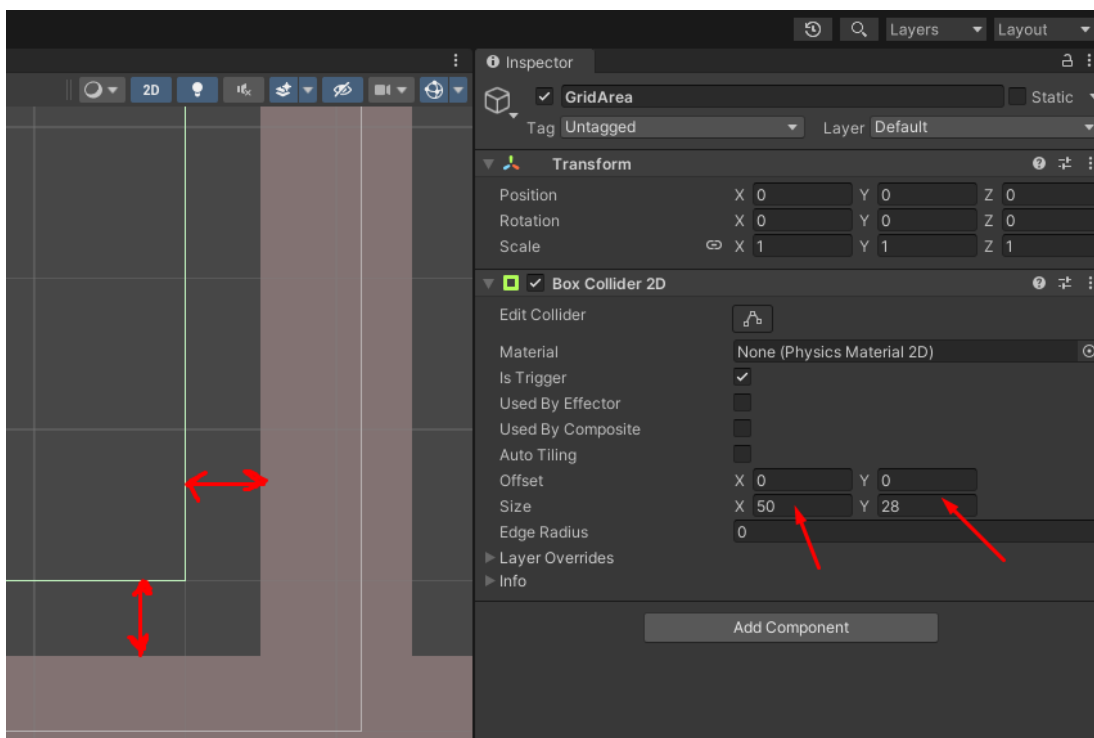 Layers Layout
Inspector
2D
GridArea Static
Tag Untagged Layer Default
Transform
Position X 0 Y 0 Z 0
Rotation X 0 Y 0 Z 0
Scale X 1 Y 1 Z 1
Box Collider 2D
Edit Collider
Material None (Physics Material 2D)
Is Trigger
Used By Effector
Used By Composite
Auto Tiling
Offset X 0 Y 0
Size X 50 Y 28
Edge Radius 0
Layer Overrides
Info
Add Component